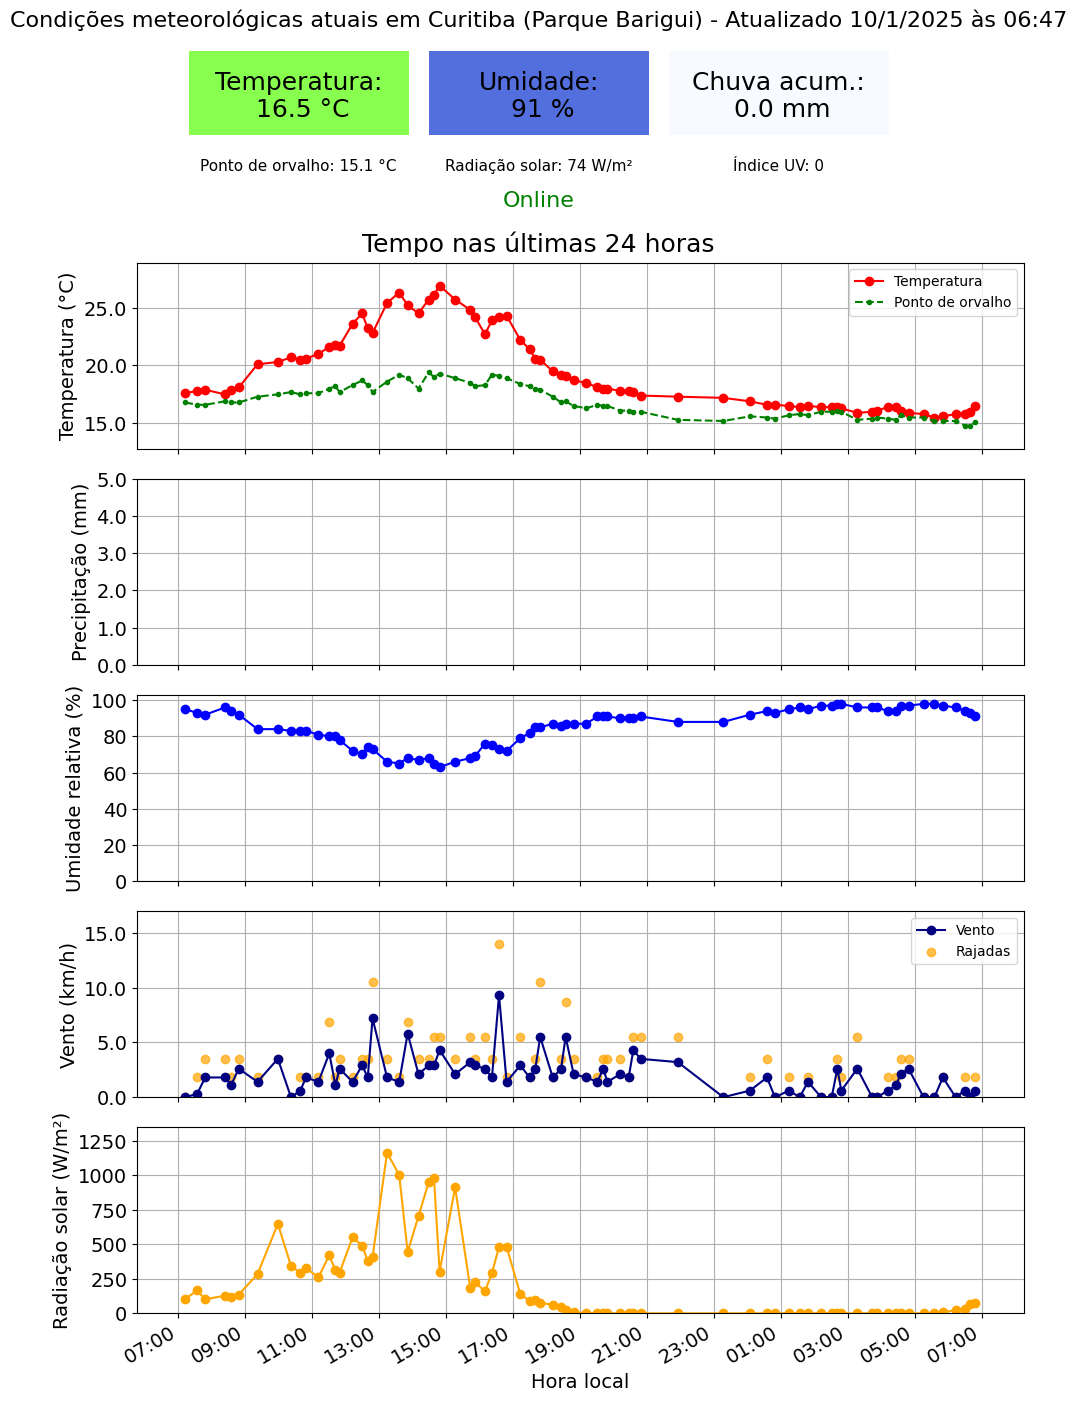 Condições meteorológicas atuais em Curitiba (Parque Barigui) - Atualizado 10/1/2025 às 06:47
Temperatura:
16.5 °C
Umidade:
91 %
Chuva acum.:
0.0 mm
Ponto de orvalho: 15.1 °C
Radiação solar: 74 W/m²
Índice UV: 0
Online
Tempo nas últimas 24 horas
Temperatura (°C)
25.0
20.0
15.0
Temperatura
Ponto de orvalho
Precipitação (mm)
5.0
4.0
3.0
2.0
1.0
0.0
Umidade relativa (%)
100
80
60
40
20
0
Vento (km/h)
15.0
10.0
5.0
0.0
Vento
Rajadas
Radiação solar (W/m²)
1250
1000
750
500
250
0
07:00 09:00 11:00 13:00 15:00 17:00 19:00 21:00 23:00 01:00 03:00 05:00 07:00
Hora local